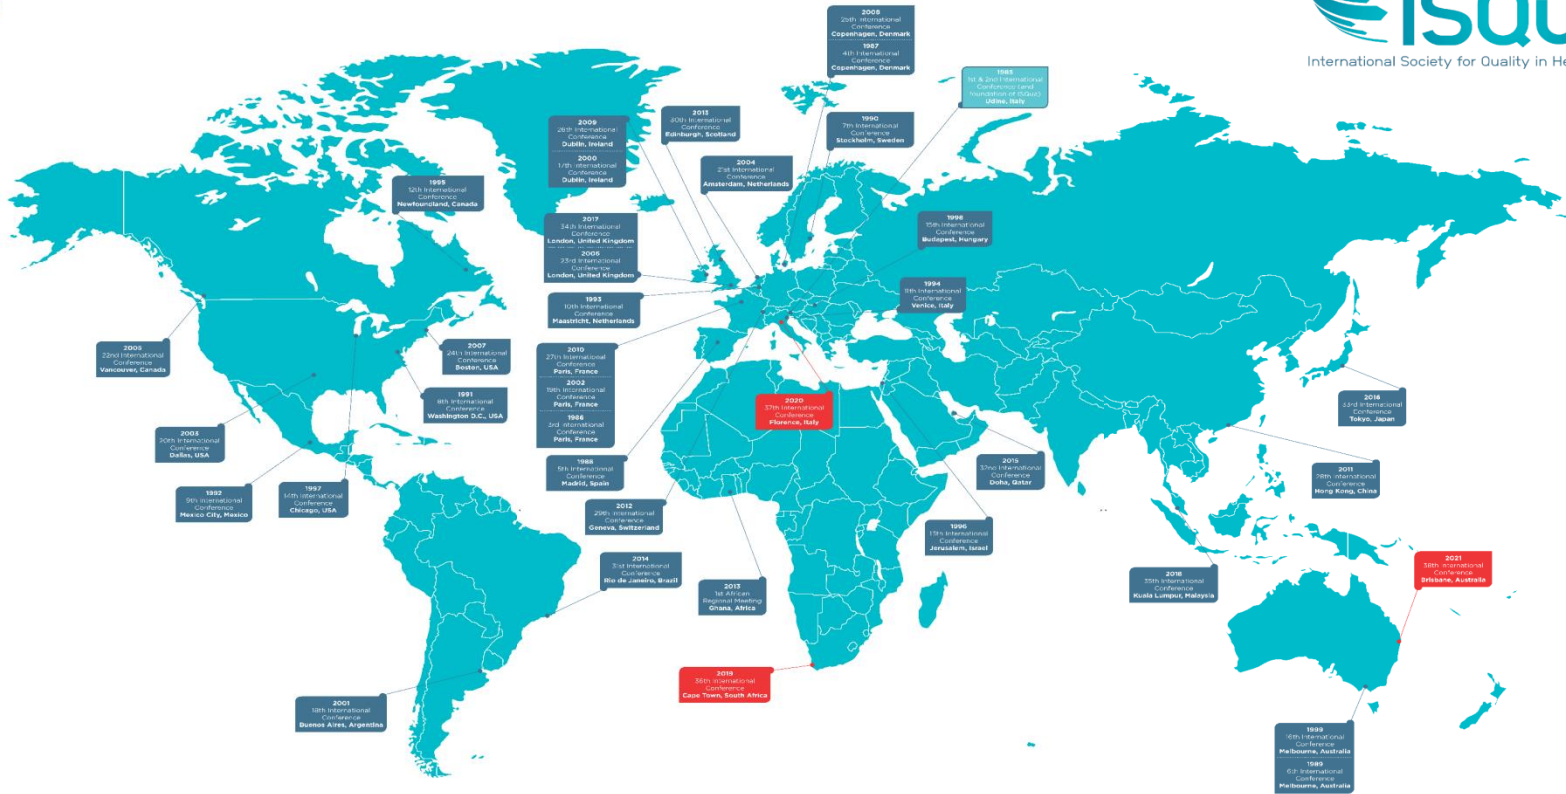 ISQu
International Society for Quality in He
2008
25th International
Conference
Copenhagen, Denmark
1987
4th International
Conference
Copenhagen, Denmark
1985
1st & 2nd International
Conference (and
foundation of ISQua)
Udine, Italy
2013
30th International
Conference
Edinburgh, Scotland
2009
26th International
Conference
Dublin, Ireland
2000
17th International
Conference
Dublin, Ireland
1990
7th International
Conference
Stockholm, Sweden
2004
21st International
Conference
Amsterdam, Netherlands
1995
12th International
Conference
Newfoundland, Canada
2017
34th International
Conference
London, United Kingdom
2006
23rd International
Conference
London, United Kingdom
1998
15th International
Conference
Budapest, Hungary
1994
11th International
Conference
Venice, Italy
1993
10th International
Conference
Maastricht, Netherlands
2005
22nd International
Conference
Vancouver, Canada
2007
24th International
Conference
Boston, USA
2010
27th International
Conference
Paris, France
2002
19th International
Conference
Paris, France
1986
3rd International
Conference
Paris, France
1991
8th International
Conference
Washington D.C., USA
2020
37th International
Conference
Florence, Italy
2016
33rd International
Conference
Tokyo, Japan
2003
20th International
Conference
Dallas, USA
1988
5th International
Conference
Madrid, Spain
2015
32nd International
Conference
Doha, Qatar
2011
28th International
Conference
Hong Kong, China
1992
9th International
Conference
Mexico City, Mexico
1997
14th International
Conference
Chicago, USA
2012
29th International
Conference
Geneva, Switzerland
1996
13th International
Conference
Jerusalem, Israel
2014
31st International
Conference
Rio de Janeiro, Brazil
2013
1st African
Regional Meeting
Ghana, Africa
2018
35th International
Conference
Kuala Lumpur, Malaysia
2021
38th International
Conference
Brisbane, Australia
2019
36th International
Conference
Cape Town, South Africa
2001
18th International
Conference
Buenos Aires, Argentina
1999
16th International
Conference
Melbourne, Australia
1989
6th International
Conference
Melbourne, Australia